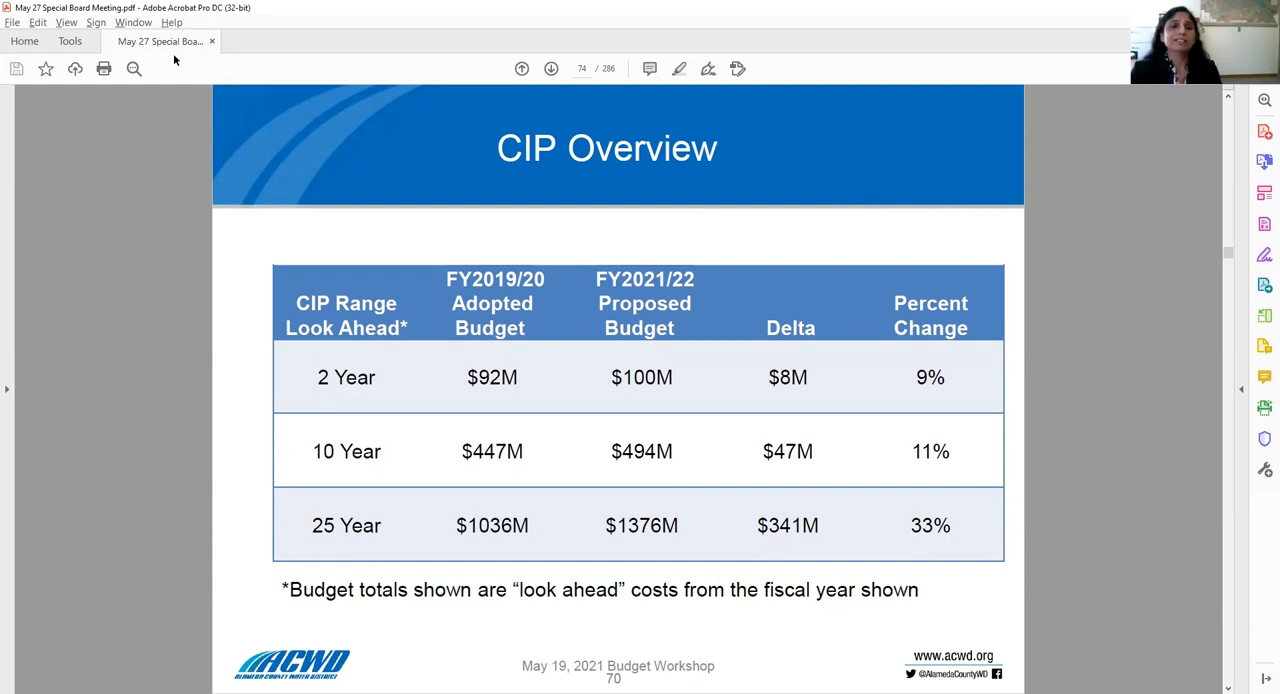 May 27 Special Board Meeting.pdf - Adobe Acrobat Pro DC (32-bit)
File Edit View Sign Window Help
Home Tools May 27 Special Boa... ×
74 / 286
CIP Overview
CIP Range Look Ahead* FY2019/20 Adopted Budget FY2021/22 Proposed Budget Delta Percent Change
2 Year $92M $100M $8M 9%
10 Year $447M $494M $47M 11%
25 Year $1036M $1376M $341M 33%
*Budget totals shown are “look ahead” costs from the fiscal year shown
ACWD
ALAMEDA COUNTY WATER DISTRICT
May 19, 2021 Budget Workshop
70
www.acwd.org
@AlamedaCountyWD